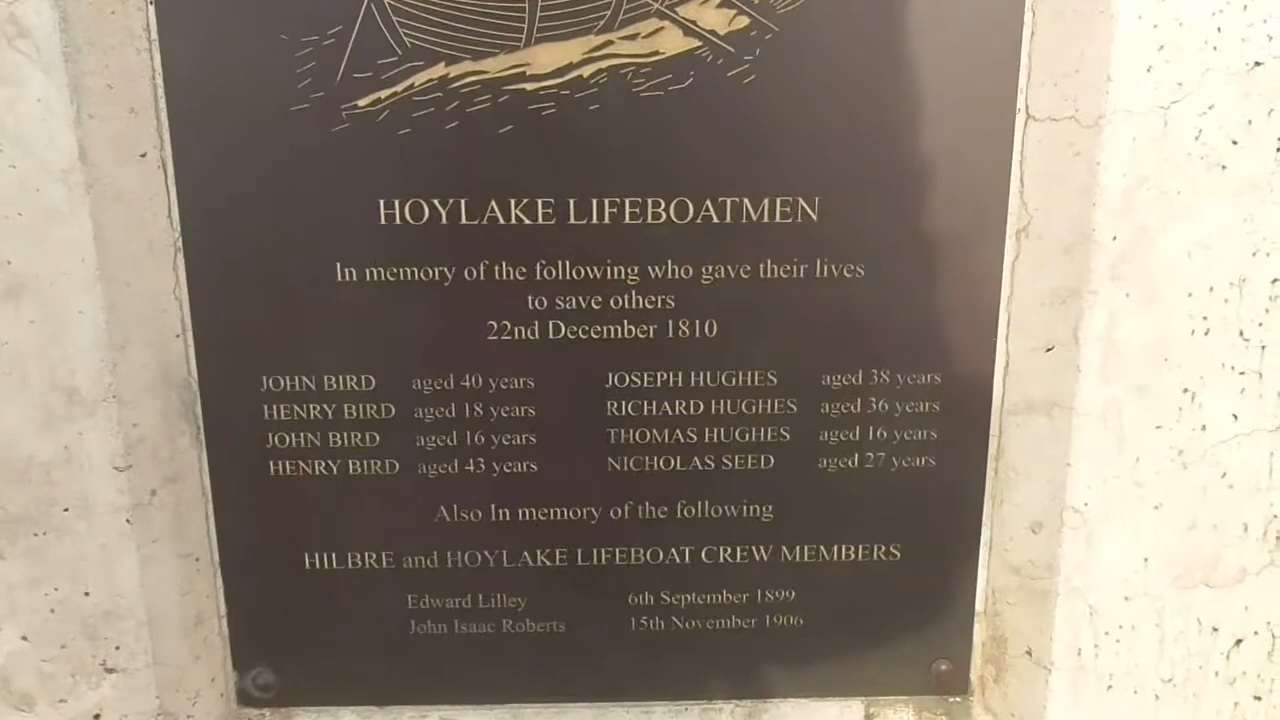 HOYLAKE LIFEBOATMEN
In memory of the following who gave their lives
to save others
22nd December 1810
JOHN BIRD aged 40 years JOSEPH HUGHES aged 38 years
HENRY BIRD aged 18 years RICHARD HUGHES aged 36 years
JOHN BIRD aged 16 years THOMAS HUGHES aged 16 years
HENRY BIRD aged 43 years NICHOLAS SEED aged 27 years
Also In memory of the following
HILBRE and HOYLAKE LIFEBOAT CREW MEMBERS
Edward Lilley 6th September 1899
John Isaac Roberts 15th November 1906